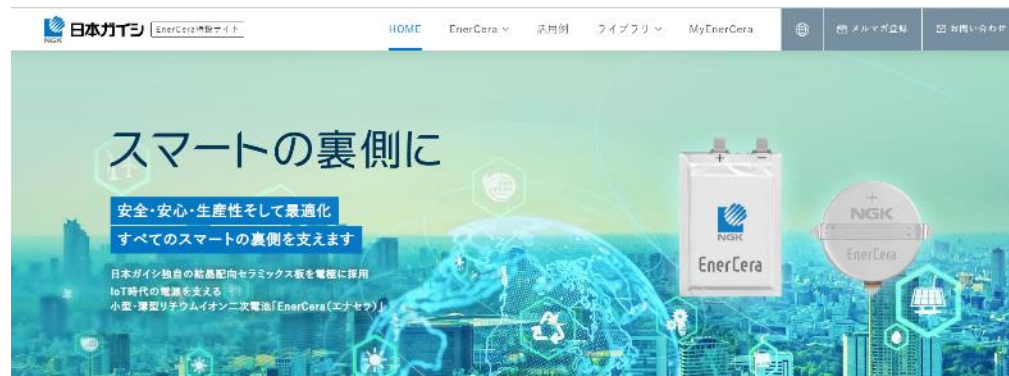 NGK
日本ガイシ
EnerCera特設サイト
HOME
EnerCera
活用例
ライブラリ
MyEnerCera
メルマガ登録
お問い合わせ
スマートの裏側に
安全・安心・生産性そして最適化
すべてのスマートの裏側を支えます
日本ガイシ独自の結晶配向セラミックス板を電極に採用
IoT時代の電源を支える
小型・薄型リチウムイオン二次電池「EnerCera(エナセラ)」
+ −
NGK
EnerCera
+
NGK
EnerCera